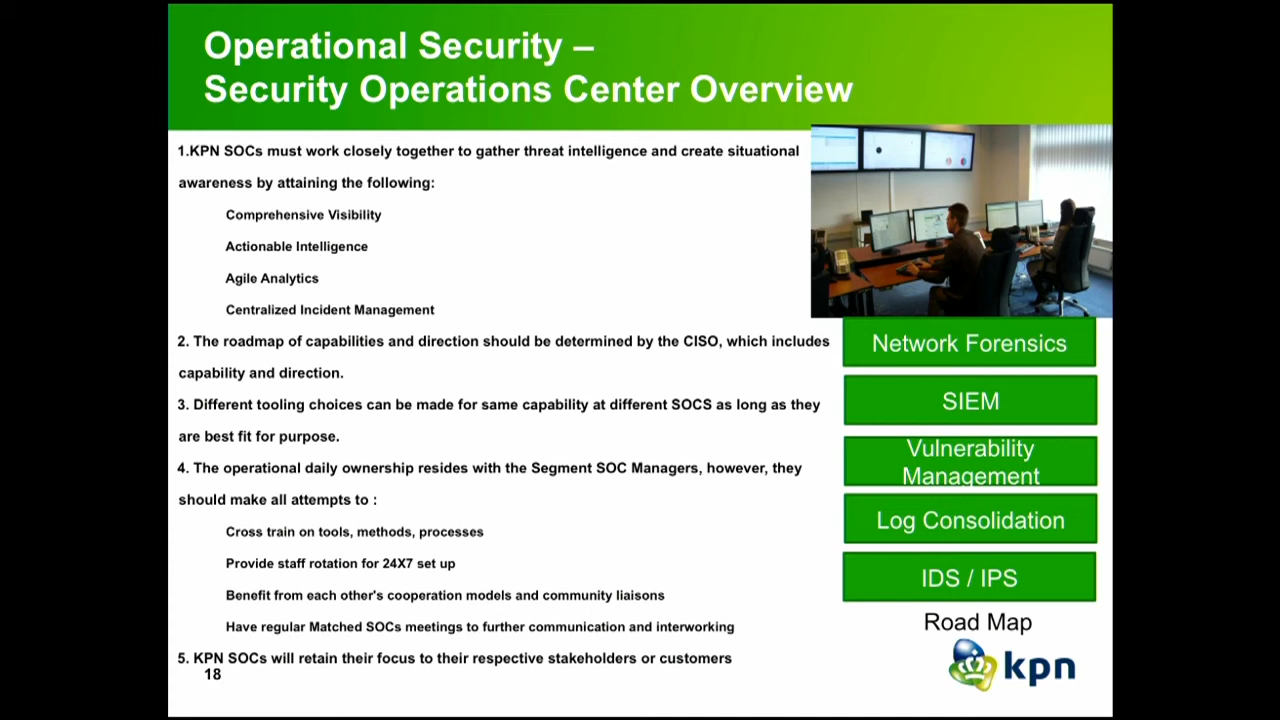 Operational Security –
Security Operations Center Overview
1.KPN SOCs must work closely together to gather threat intelligence and create situational
awareness by attaining the following:
Comprehensive Visibility
Actionable Intelligence
Agile Analytics
Centralized Incident Management
2. The roadmap of capabilities and direction should be determined by the CISO, which includes
capability and direction.
3. Different tooling choices can be made for same capability at different SOCS as long as they
are best fit for purpose.
4. The operational daily ownership resides with the Segment SOC Managers, however, they
should make all attempts to :
Cross train on tools, methods, processes
Provide staff rotation for 24X7 set up
Benefit from each other's cooperation models and community liaisons
Have regular Matched SOCs meetings to further communication and interworking
5. KPN SOCs will retain their focus to their respective stakeholders or customers
18
Network Forensics
SIEM
Vulnerability
Management
Log Consolidation
IDS / IPS
Road Map
kpn